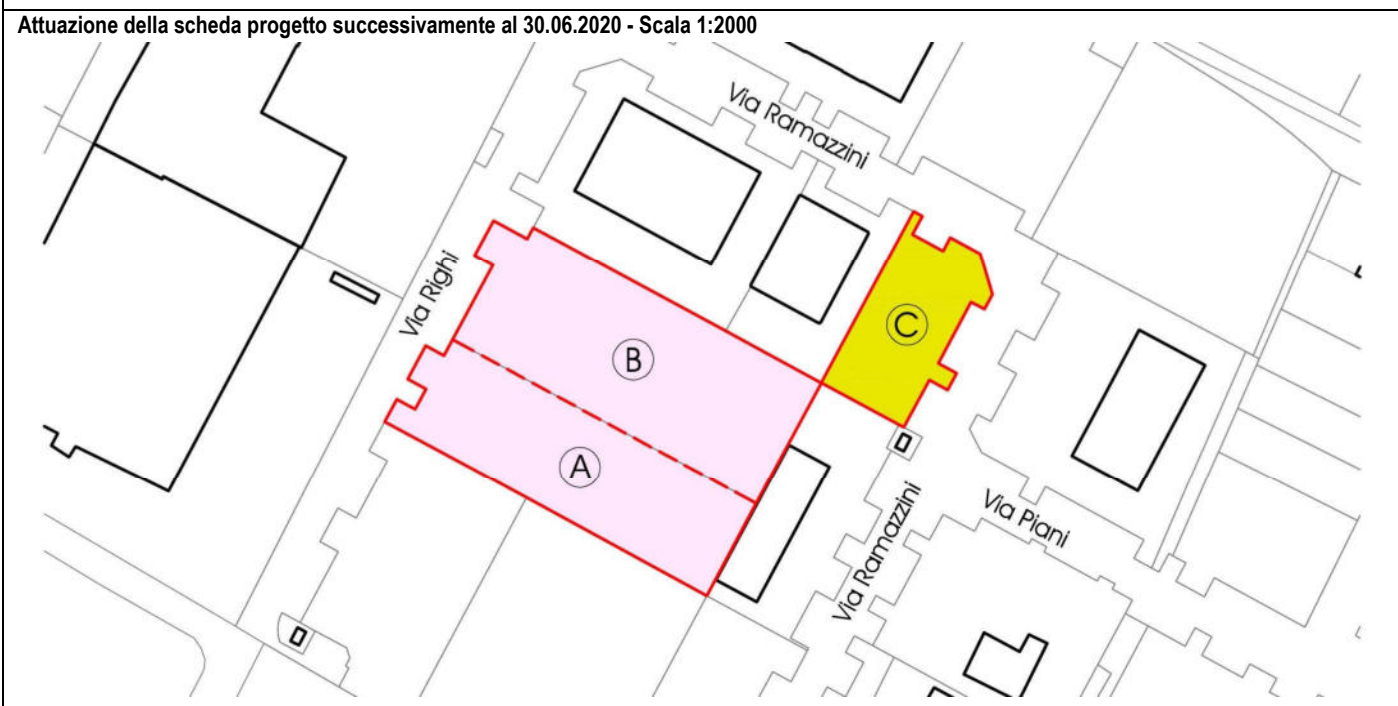 Attuazione della scheda progetto successivamente al 30.06.2020 - Scala 1:2000
Via Ramazzini
Via Righi
C
B
A
Via Ramazzini
Via Piani